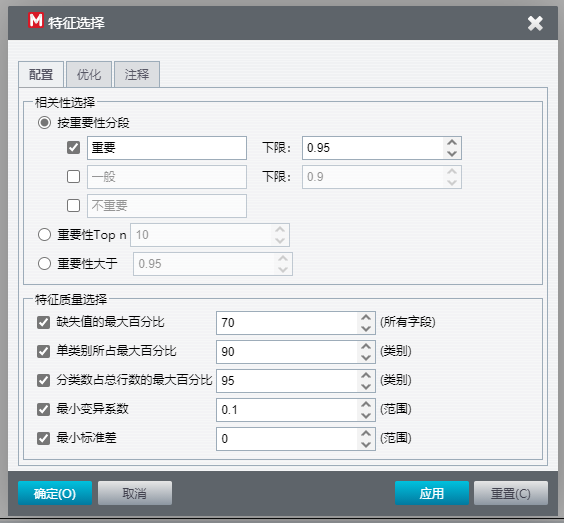 M 特征选择
配置 优化 注释
相关性选择
按重要性分段
重要 下限： 0.95
一般 下限： 0.9
不重要
重要性Top n 10
重要性大于 0.95
特征质量选择
缺失值的最大百分比 70 (所有字段)
单类别所占最大百分比 90 (类别)
分类数占总行数的最大百分比 95 (类别)
最小变异系数 0.1 (范围)
最小标准差 0 (范围)
确定(O) 取消 应用 重置(C)